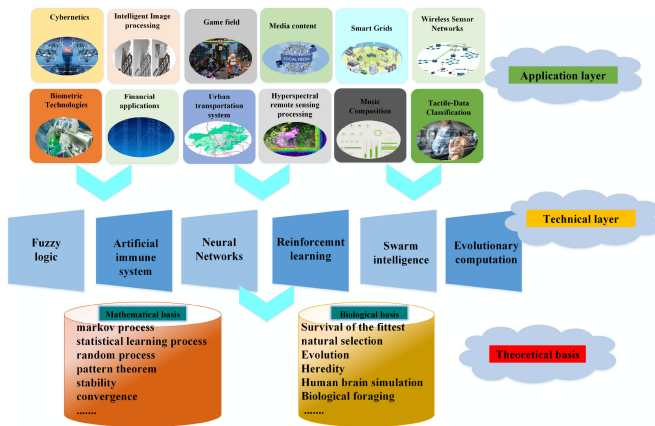 Cybernetics
Intelligent Image
processing
Game field
Media content
Smart Grids
Wireless Sensor
Networks
SOCIAL MEDIA
Application layer
Biometric
Technologies
Financial
applications
Urban
transportation
system
Hyperspectral
remote sensing
processing
Music
Composition
Tactile-Data
Classification
Technical layer
Fuzzy
logic
Artificial
immune
system
Neural
Networks
Reinforcemnt
learning
Swarm
intelligence
Evolutionary
computation
Mathematical basis
markov process
statistical learning process
random process
pattern theorem
stability
convergence
.......
Biological basis
Survival of the fittest
natural selection
Evolution
Heredity
Human brain simulation
Biological foraging
.......
Theoretical basis